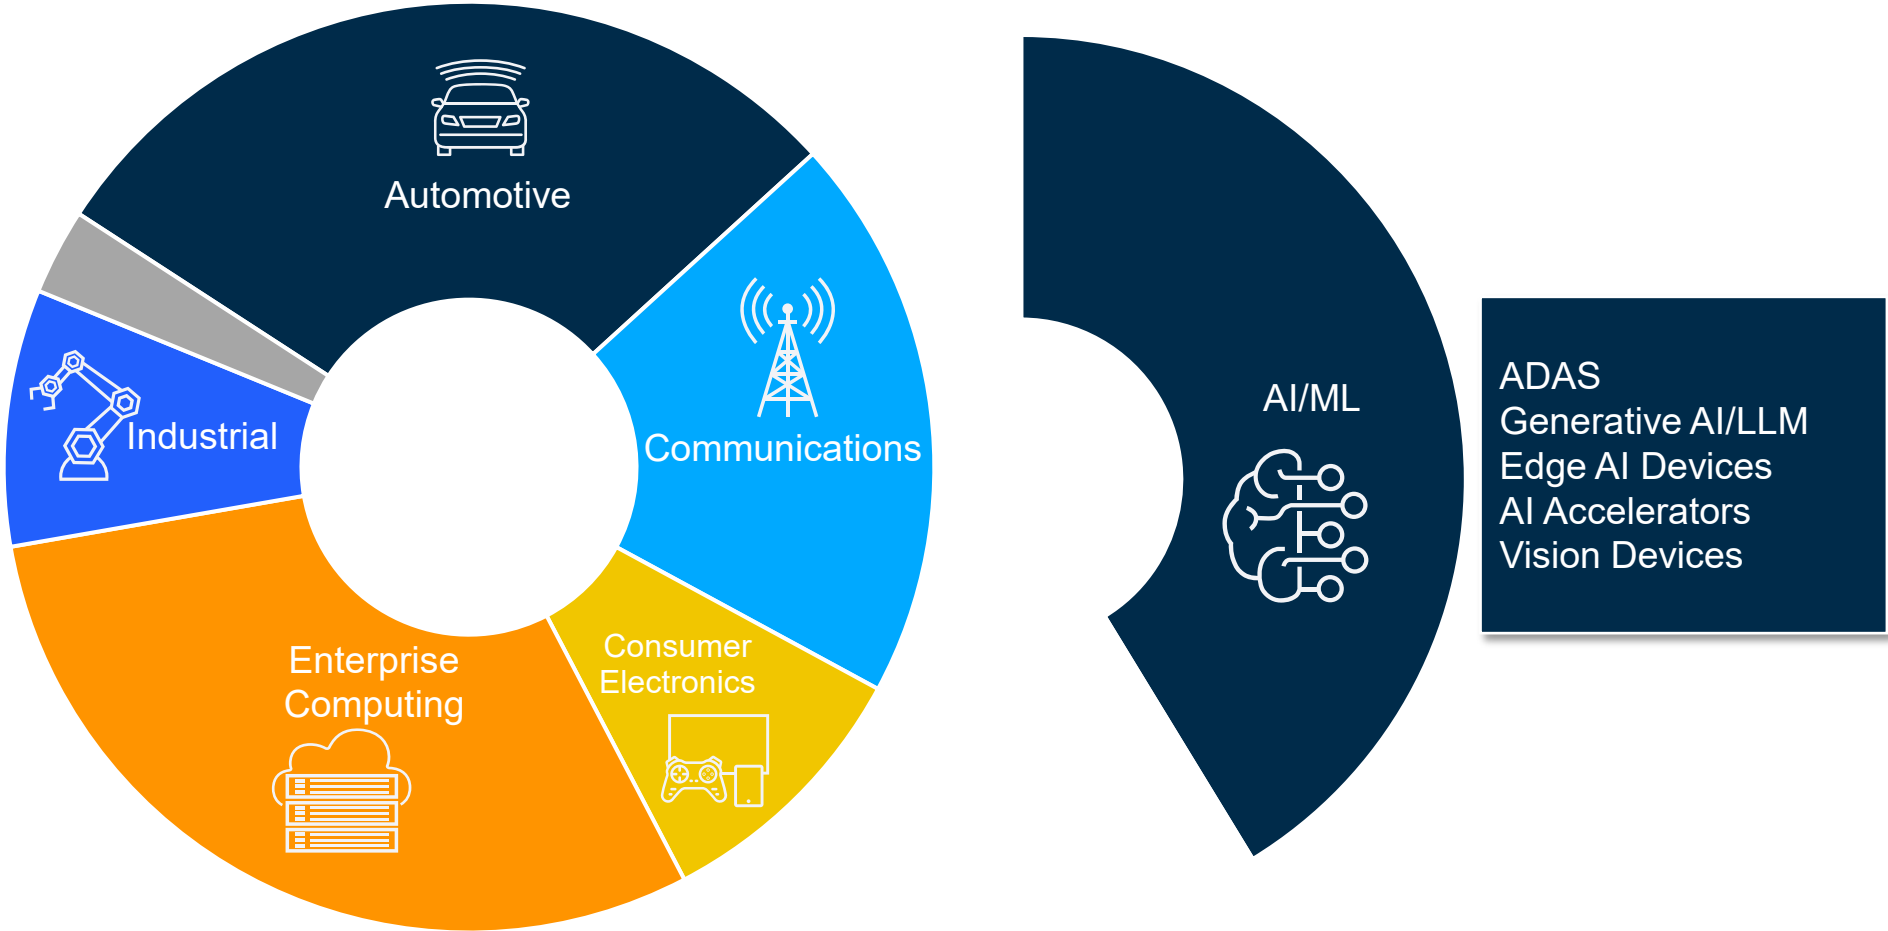 Automotive
Communications
Industrial
Consumer
Electronics
Enterprise
Computing
AI/ML
ADAS
Generative AI/LLM
Edge AI Devices
AI Accelerators
Vision Devices